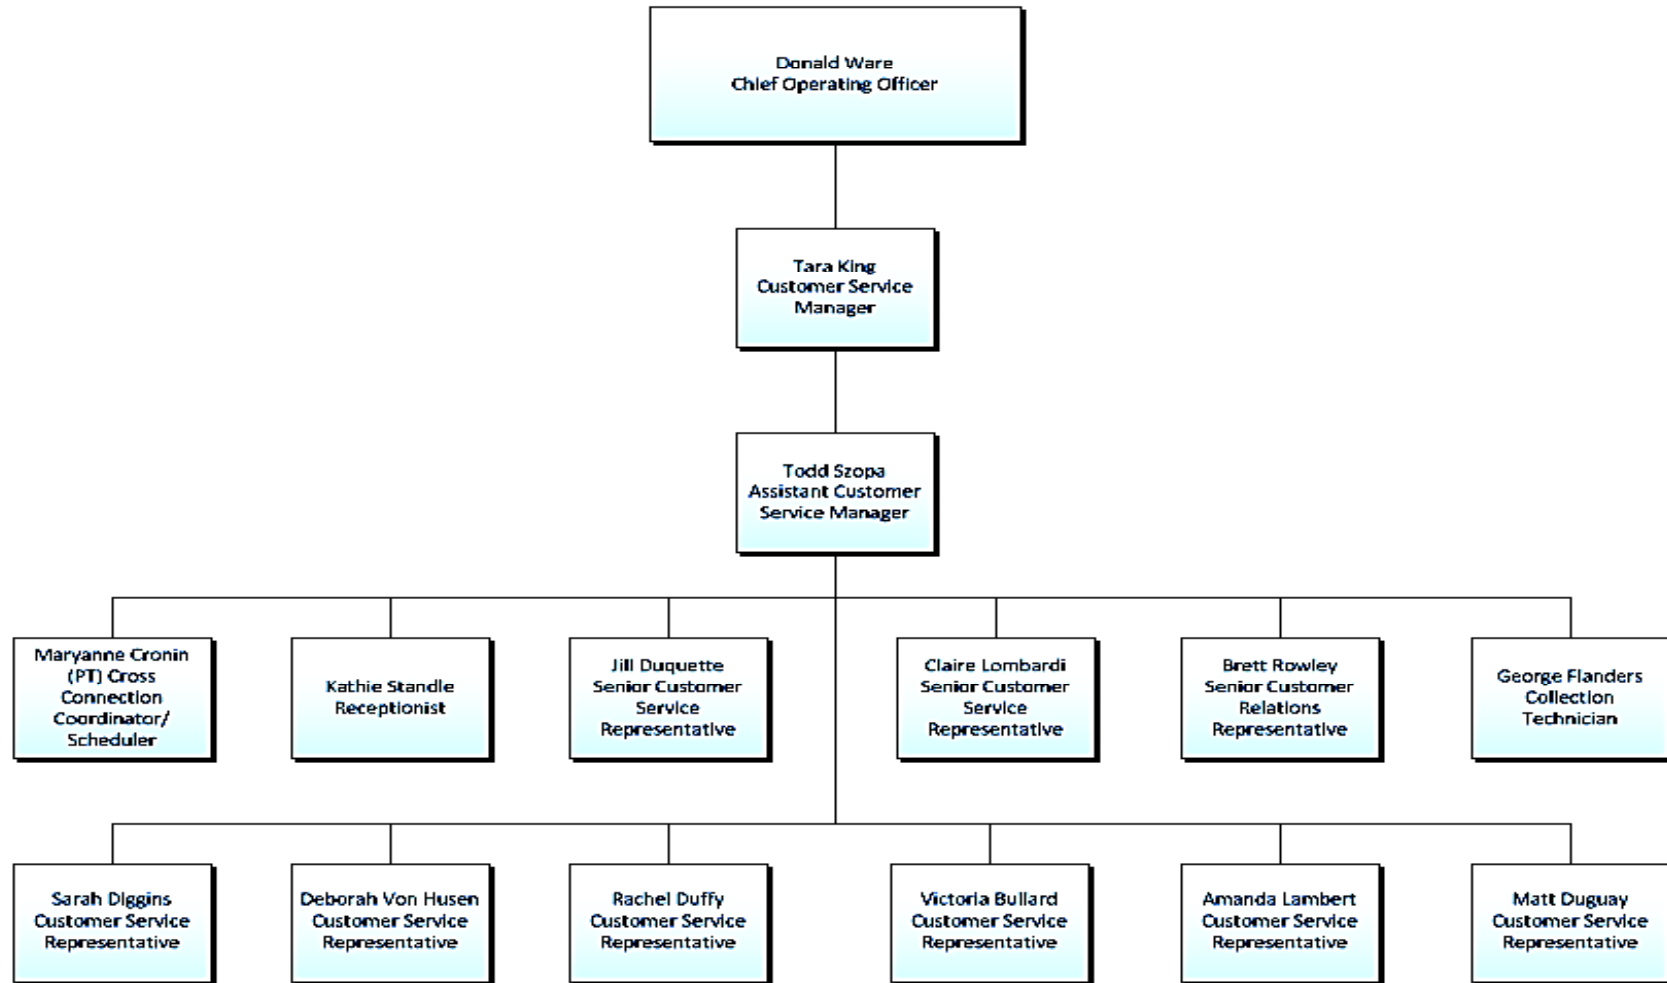 Donald Ware
Chief Operating Officer
Tara King
Customer Service
Manager
Todd Szopa
Assistant Customer
Service Manager
Maryanne Cronin
(PT) Cross
Connection
Coordinator/
Scheduler
Kathie Standle
Receptionist
Jill Duquette
Senior Customer
Service
Representative
Claire Lombardi
Senior Customer
Service
Representative
Brett Rowley
Senior Customer
Relations
Representative
George Flanders
Collection
Technician
Sarah Diggins
Customer Service
Representative
Deborah Von Husen
Customer Service
Representative
Rachel Duffy
Customer Service
Representative
Victoria Bullard
Customer Service
Representative
Amanda Lambert
Customer Service
Representative
Matt Duguay
Customer Service
Representative